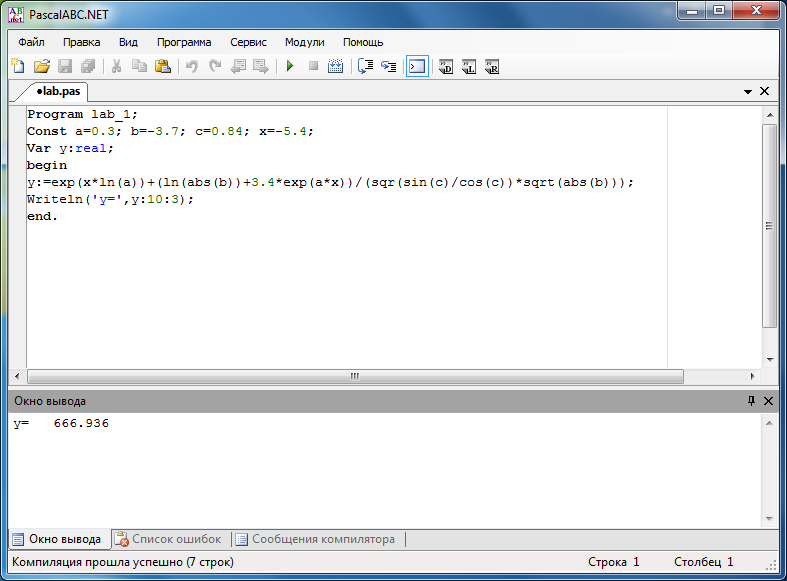 PascalABC.NET
Файл Правка Вид Программа Сервис Модули Помощь
•lab.pas
Program lab_1;
Const a=0.3; b=-3.7; c=0.84; x=-5.4;
Var y:real;
begin
y:=exp(x*ln(a))+(ln(abs(b))+3.4*exp(a*x))/(sqr(sin(c)/cos(c))*sqrt(abs(b)));
Writeln('y=',y:10:3);
end.
Окно вывода
y=   666.936
Окно вывода Список ошибок Сообщения компилятора
Компиляция прошла успешно (7 строк) Строка 1 Столбец 1